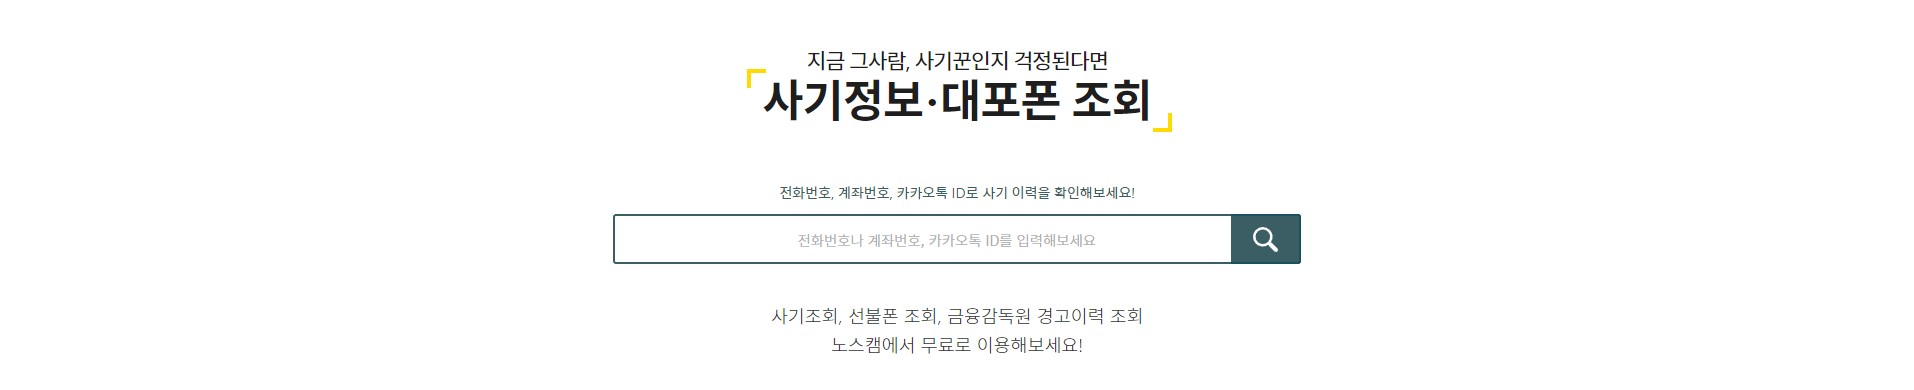 지금 그사람, 사기꾼인지 걱정된다면
사기정보·대포폰 조회
전화번호, 계좌번호, 카카오톡 ID로 사기 이력을 확인해보세요!
전화번호나 계좌번호, 카카오톡 ID를 입력해보세요
사기조회, 선불폰 조회, 금융감독원 경고이력 조회
노스캠에서 무료로 이용해보세요!